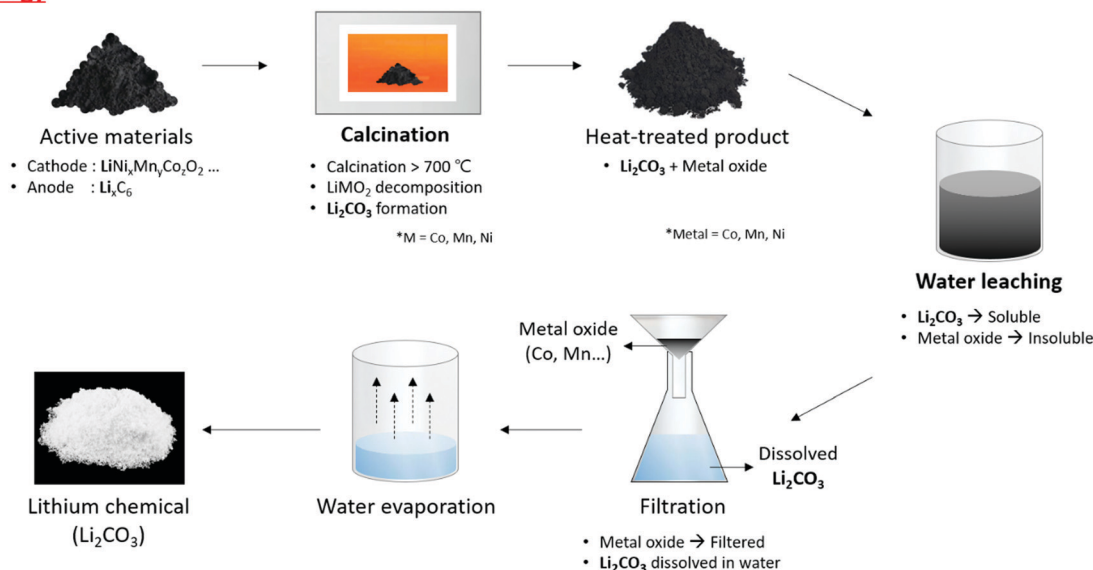 Active materials
• Cathode : LiNiₓMnᵧCo_zO₂ ...
• Anode : LiₓC₆
Calcination
• Calcination > 700 ℃
• LiMO₂ decomposition
• Li₂CO₃ formation
*M = Co, Mn, Ni
Heat-treated product
• Li₂CO₃ + Metal oxide
*Metal = Co, Mn, Ni
Water leaching
• Li₂CO₃ → Soluble
• Metal oxide → Insoluble
Metal oxide
(Co, Mn...)
Dissolved
Li₂CO₃
Filtration
• Metal oxide → Filtered
• Li₂CO₃ dissolved in water
Water evaporation
Lithium chemical
(Li₂CO₃)